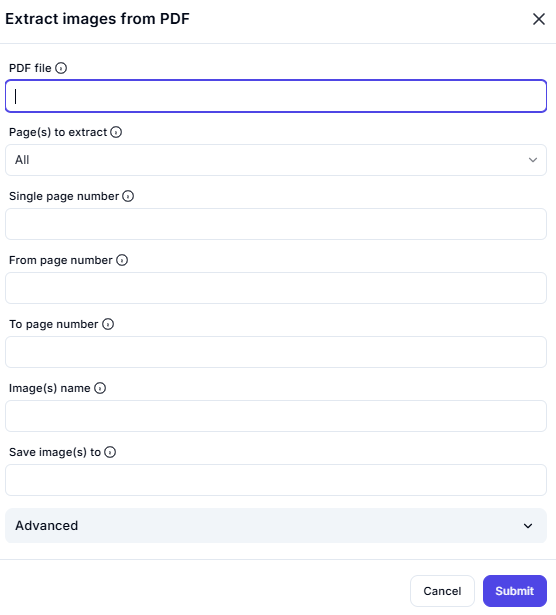 Extract images from PDF
PDF file
Page(s) to extract
All
Single page number
From page number
To page number
Image(s) name
Save image(s) to
Advanced
Cancel Submit